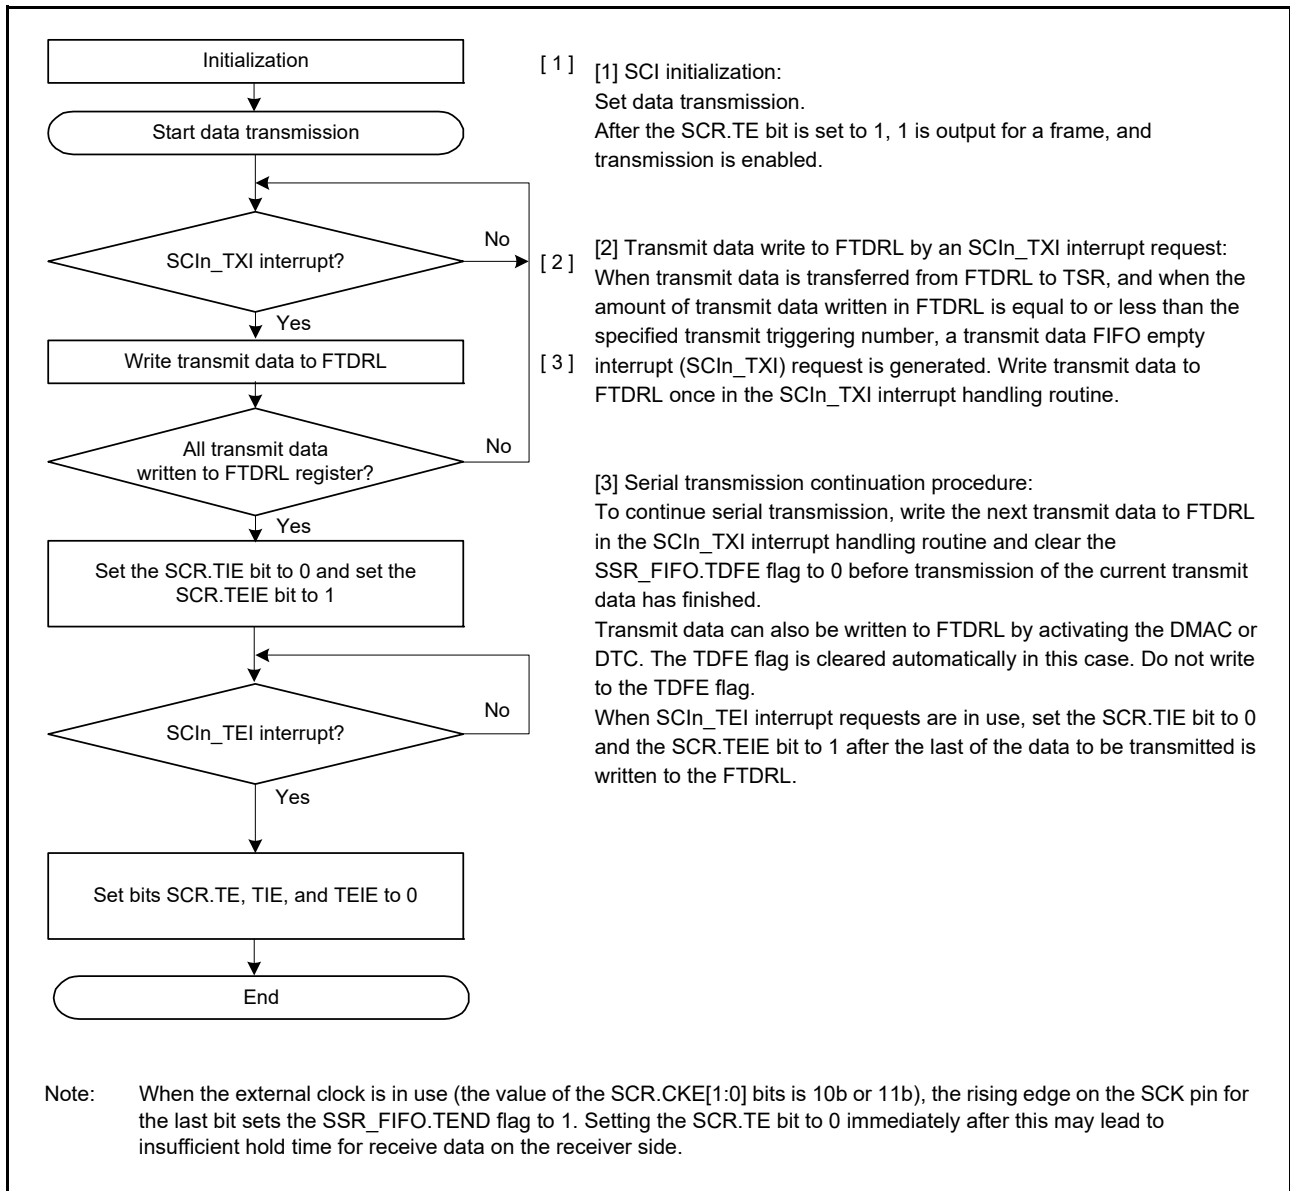 Initialization
[ 1 ]
[1] SCI initialization:
Set data transmission.
After the SCR.TE bit is set to 1, 1 is output for a frame, and
transmission is enabled.
Start data transmission
SCIn_TXI interrupt?
No
Yes
[ 2 ]
[2] Transmit data write to FTDRL by an SCIn_TXI interrupt request:
When transmit data is transferred from FTDRL to TSR, and when the
amount of transmit data written in FTDRL is equal to or less than the
specified transmit triggering number, a transmit data FIFO empty
interrupt (SCIn_TXI) request is generated. Write transmit data to
FTDRL once in the SCIn_TXI interrupt handling routine.
Write transmit data to FTDRL
[ 3 ]
All transmit data
written to FTDRL register?
No
Yes
[3] Serial transmission continuation procedure:
To continue serial transmission, write the next transmit data to FTDRL
in the SCIn_TXI interrupt handling routine and clear the
SSR_FIFO.TDFE flag to 0 before transmission of the current transmit
data has finished.
Transmit data can also be written to FTDRL by activating the DMAC or
DTC. The TDFE flag is cleared automatically in this case. Do not write
to the TDFE flag.
When SCIn_TEI interrupt requests are in use, set the SCR.TIE bit to 0
and the SCR.TEIE bit to 1 after the last of the data to be transmitted is
written to the FTDRL.
Set the SCR.TIE bit to 0 and set the
SCR.TEIE bit to 1
SCIn_TEI interrupt?
No
Yes
Set bits SCR.TE, TIE, and TEIE to 0
End
Note: When the external clock is in use (the value of the SCR.CKE[1:0] bits is 10b or 11b), the rising edge on the SCK pin for
the last bit sets the SSR_FIFO.TEND flag to 1. Setting the SCR.TE bit to 0 immediately after this may lead to
insufficient hold time for receive data on the receiver side.